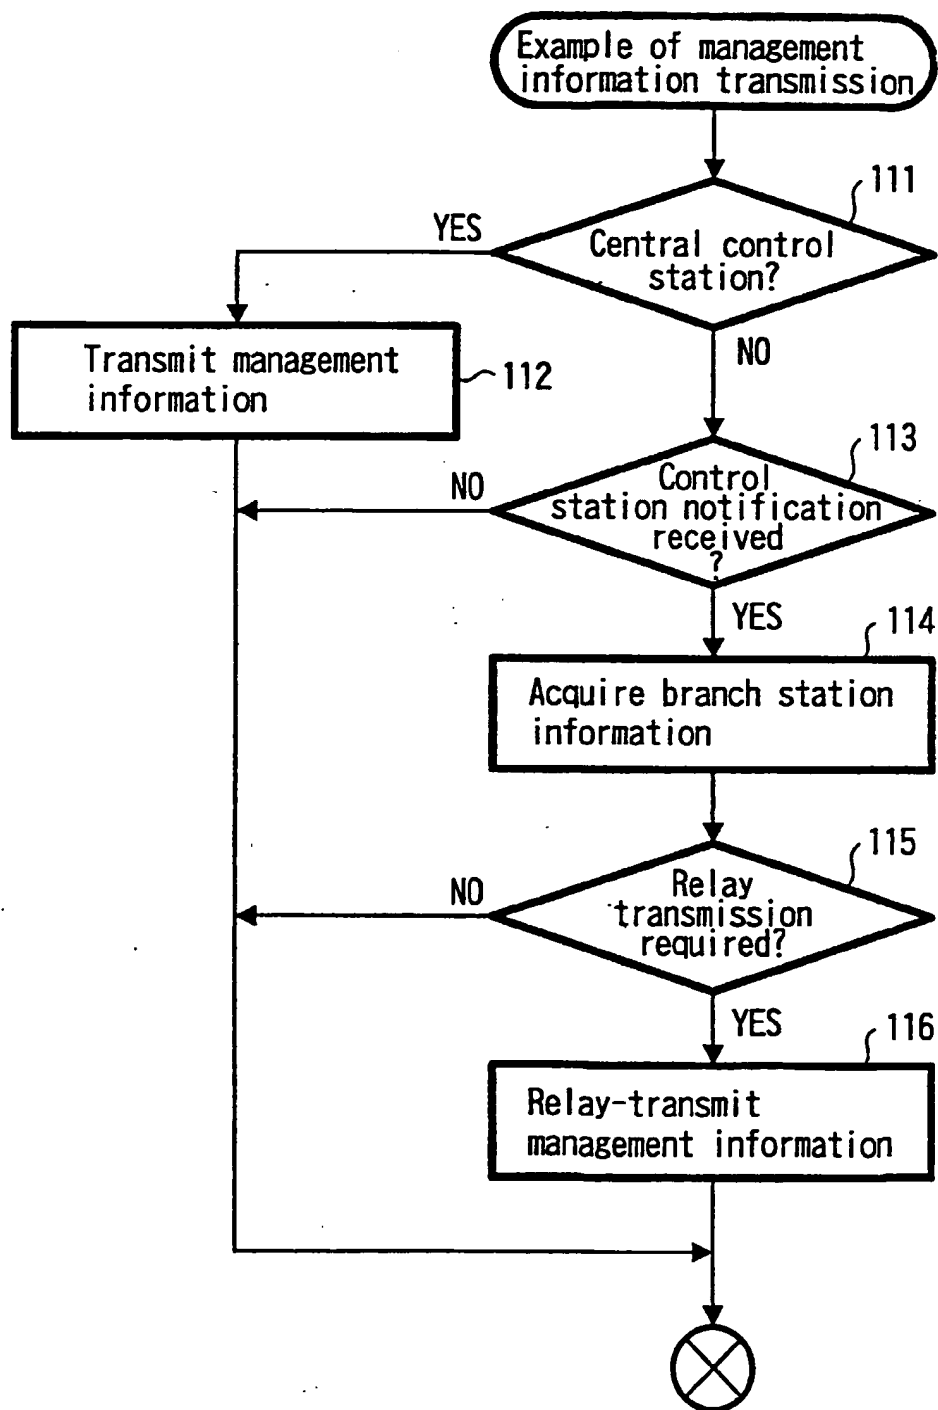 Example of management
information transmission
111
YES
Central control
station?
NO
Transmit management
information
112
113
NO
Control
station notification
received
?
YES
114
Acquire branch station
information
115
NO
Relay
transmission
required?
YES
116
Relay-transmit
management information